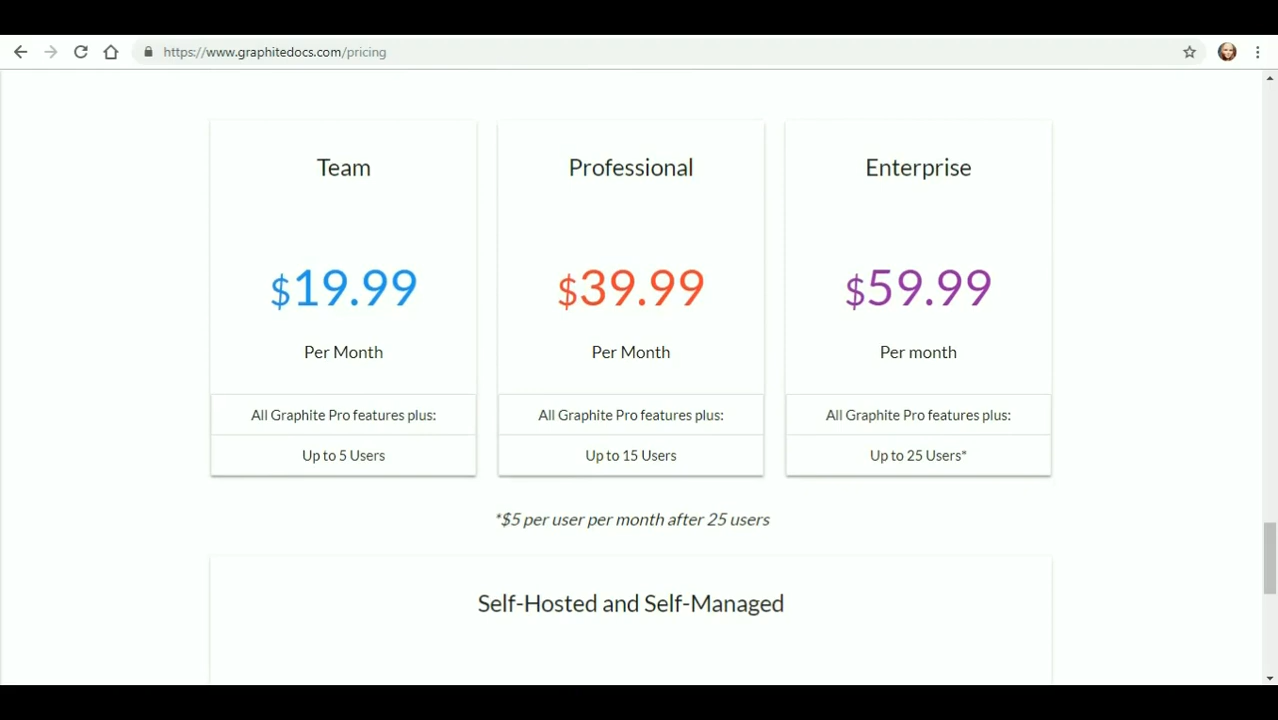 https://www.graphitedocs.com/pricing
Team
$19.99
Per Month
All Graphite Pro features plus:
Up to 5 Users
Professional
$39.99
Per Month
All Graphite Pro features plus:
Up to 15 Users
Enterprise
$59.99
Per month
All Graphite Pro features plus:
Up to 25 Users*
*$5 per user per month after 25 users
Self-Hosted and Self-Managed